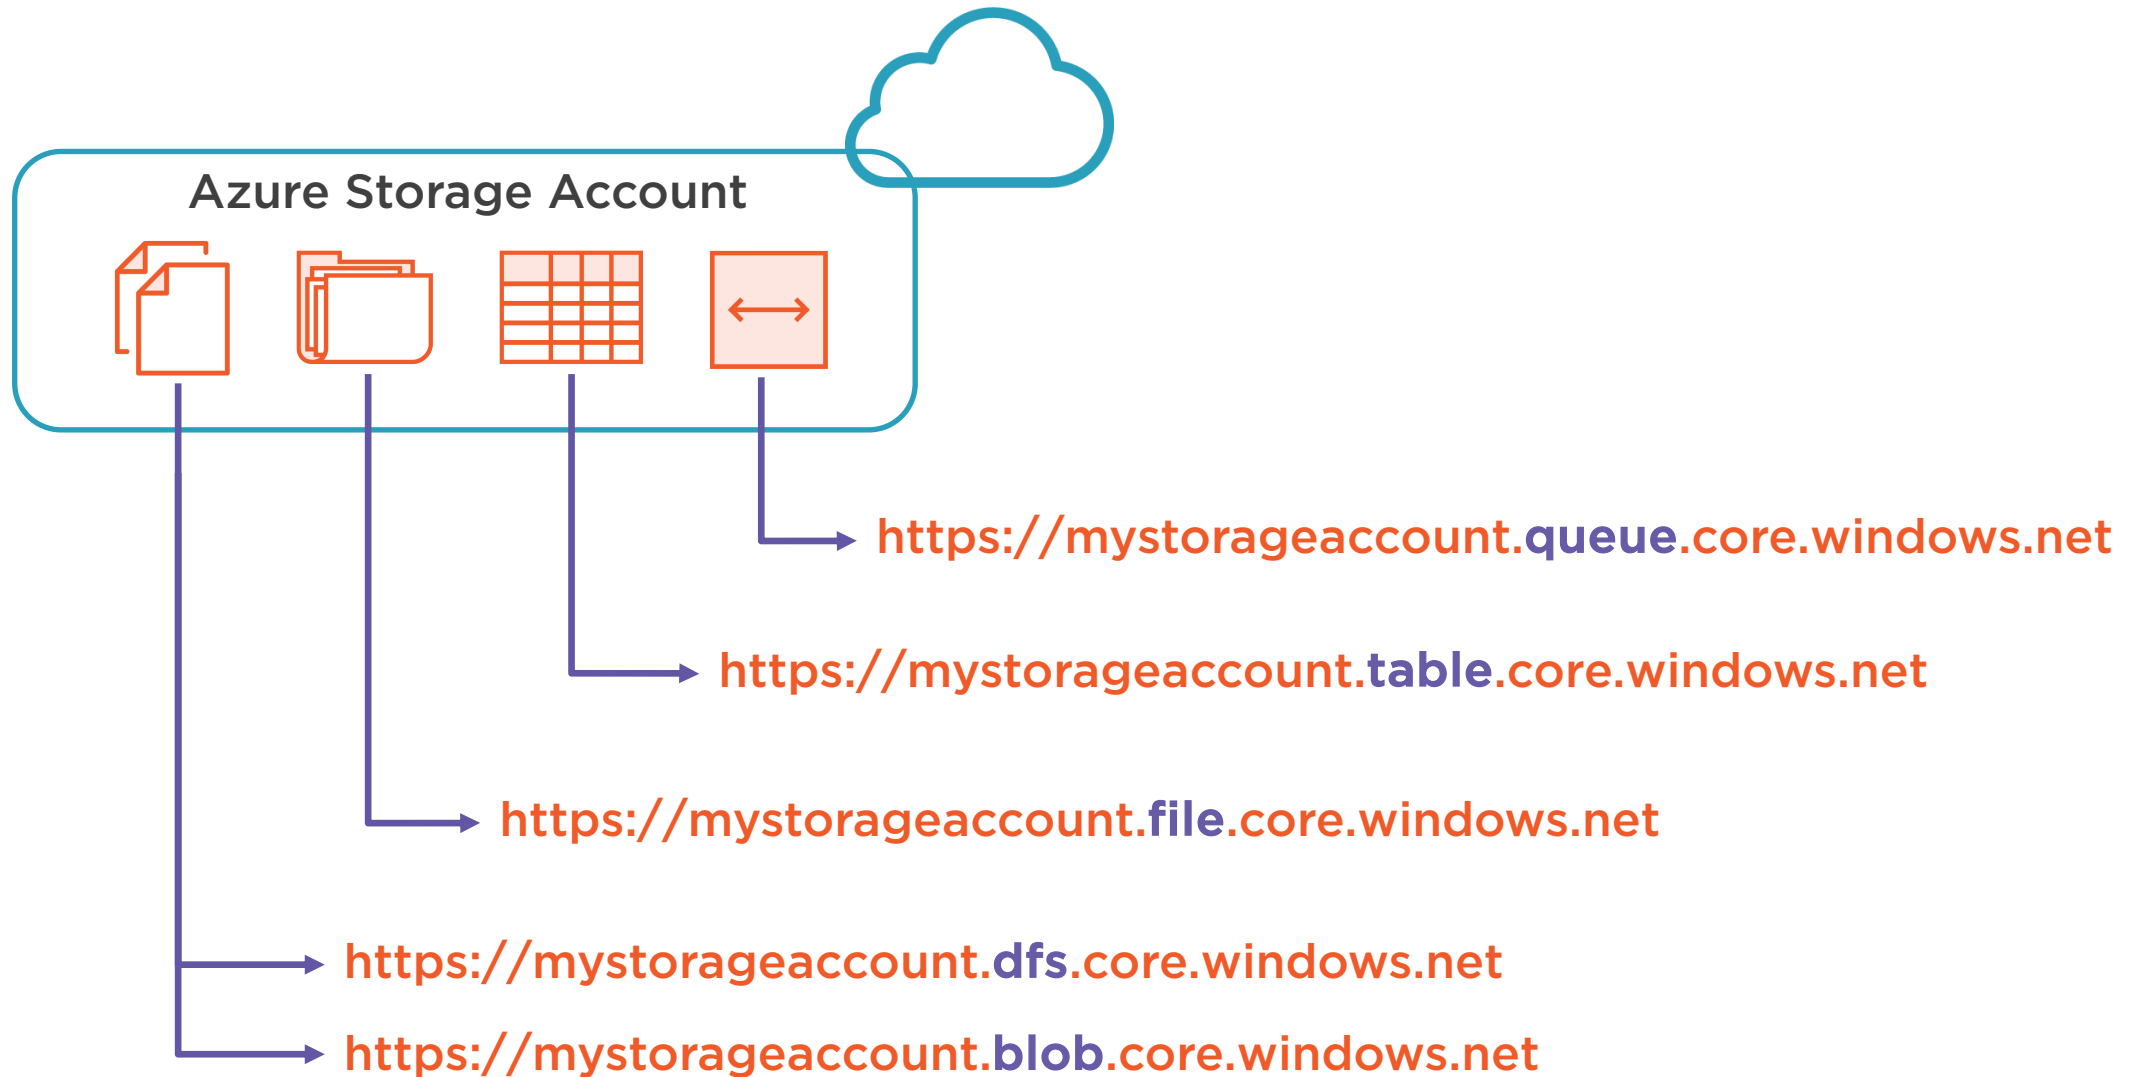 Azure Storage Account
https://mystorageaccount.queue.core.windows.net
https://mystorageaccount.table.core.windows.net
https://mystorageaccount.file.core.windows.net
https://mystorageaccount.dfs.core.windows.net
https://mystorageaccount.blob.core.windows.net